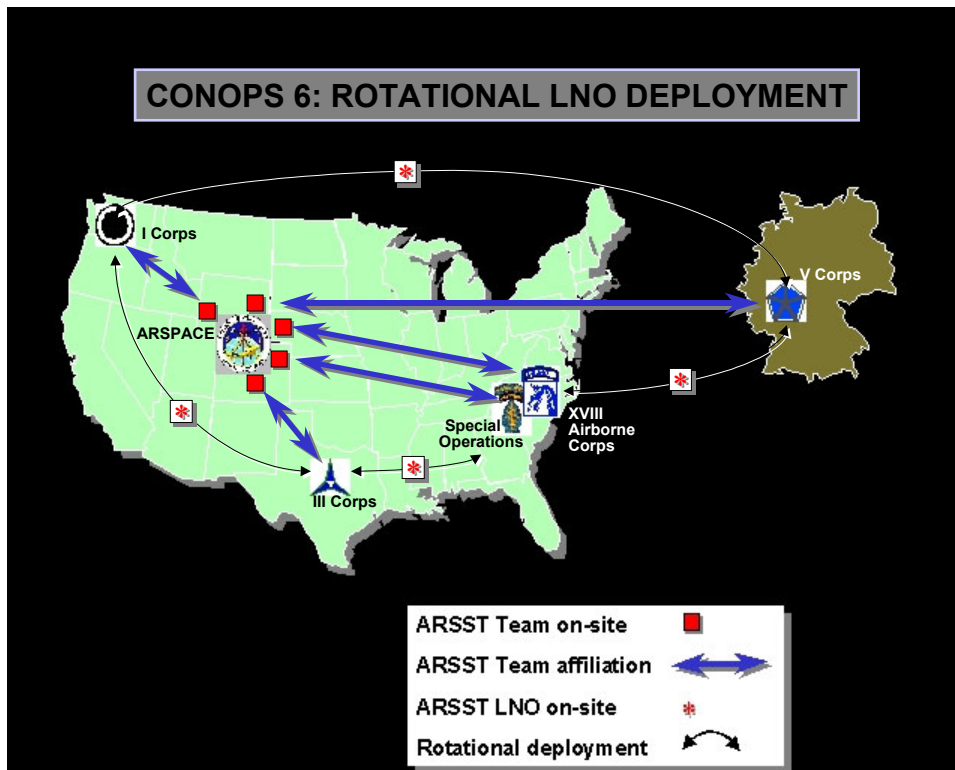 CONOPS 6: ROTATIONAL LNO DEPLOYMENT
I Corps
V Corps
ARSPACE
Special
Operations
XVIII
Airborne
Corps
III Corps
ARSST Team on-site
ARSST Team affiliation
ARSST LNO on-site
Rotational deployment